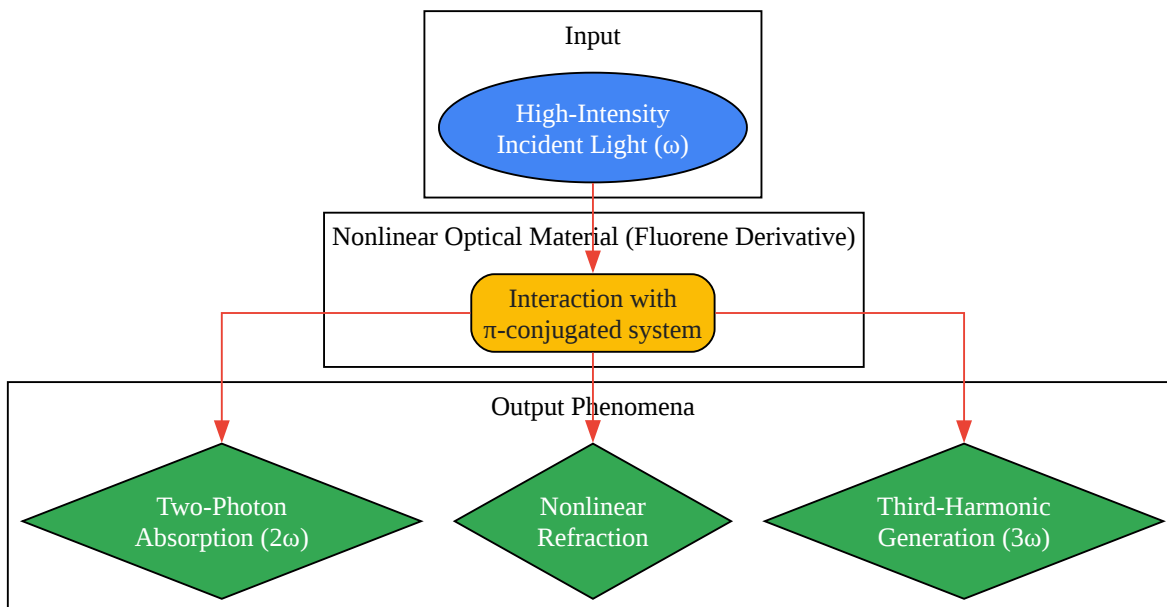 Input
High-Intensity
Incident Light (ω)
Nonlinear Optical Material (Fluorene Derivative)
Interaction with
π-conjugated system
Output Phenomena
Two-Photon
Absorption (2ω)
Nonlinear
Refraction
Third-Harmonic
Generation (3ω)